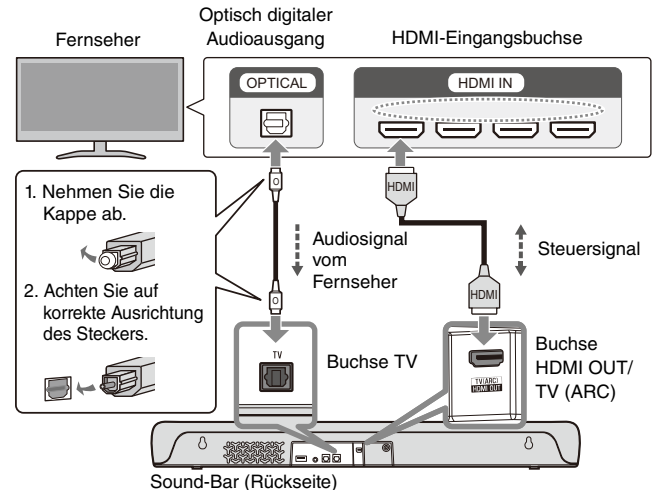 Fernseher
Optisch digitaler
Audioausgang
HDMI-Eingangsbuchse
OPTICAL
HDMI IN
1. Nehmen Sie die
Kappe ab.
2. Achten Sie auf
korrekte Ausrichtung
des Steckers.
HDMI
Audiosignal
vom
Fernseher
Steuersignal
HDMI
TV
Buchse TV
TV(ARC)
HDMI OUT
Buchse
HDMI OUT/
TV (ARC)
Sound-Bar (Rückseite)